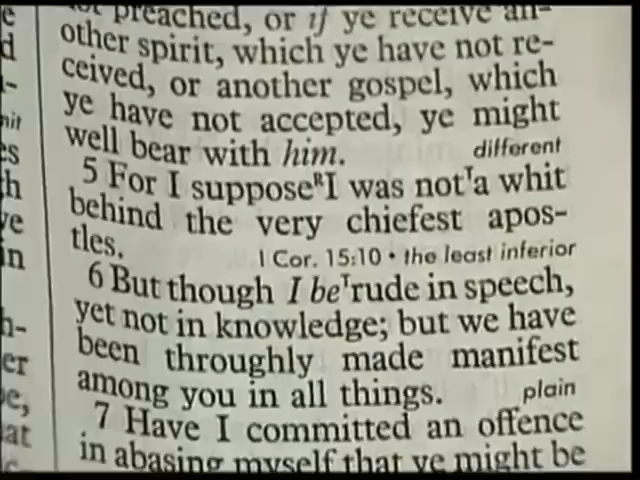 preached, or if ye receive an-
other spirit, which ye have not re-
ceived, or another gospel, which
ye have not accepted, ye might
well bear with him. different
5 For I supposeᴿI was notᵀa whit
behind the very chiefest apos-
tles. 1 Cor. 15:10 • the least inferior
6 But though I beᵀrude in speech,
yet not in knowledge; but we have
been throughly made manifest
among you in all things. plain
7 Have I committed an offence
in abasing myself that ye might be